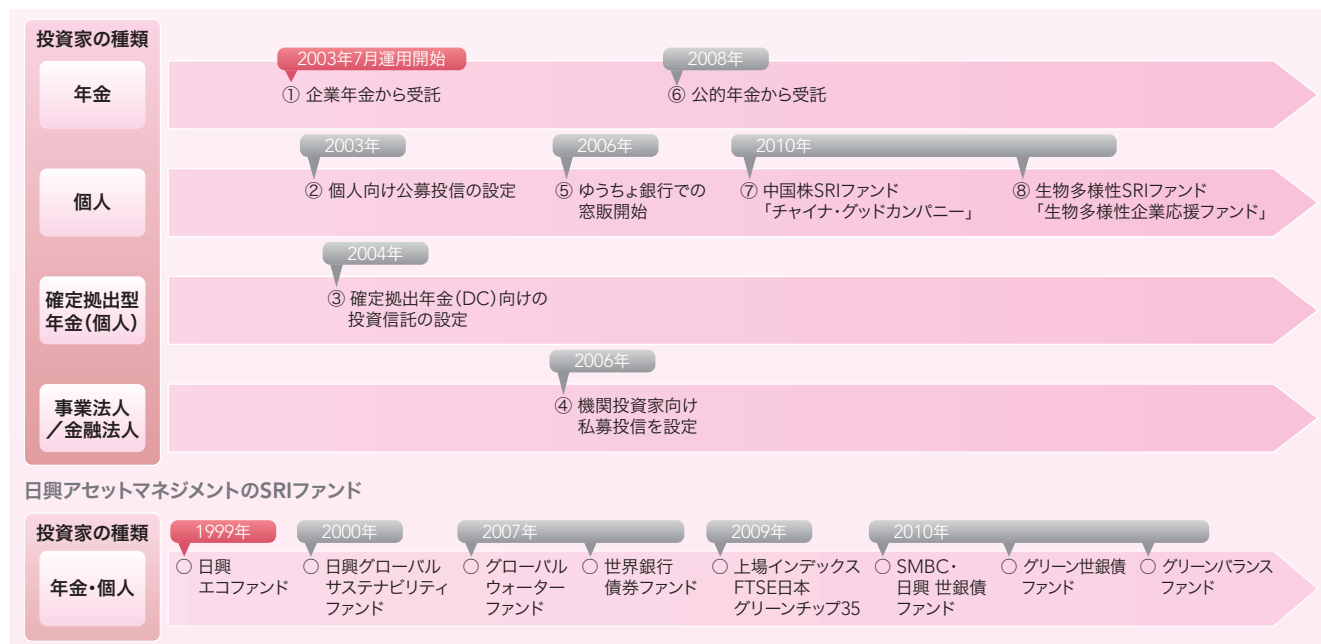 投資家の種類
年金
2003年7月運用開始
① 企業年金から受託
2008年
⑥ 公的年金から受託
個人
2003年
② 個人向け公募投信の設定
2006年
⑤ ゆうちょ銀行での
窓販開始
2010年
⑦ 中国株SRIファンド
「チャイナ・グッドカンパニー」
⑧ 生物多様性SRIファンド
「生物多様性企業応援ファンド」
確定拠出型
年金(個人)
2004年
③ 確定拠出年金(DC)向けの
投資信託の設定
事業法人
／金融法人
2006年
④ 機関投資家向け
私募投信を設定
日興アセットマネジメントのSRIファンド
投資家の種類
年金・個人
1999年
○ 日興
エコファンド
2000年
○ 日興グローバル
サステナビリティ
ファンド
2007年
○ グローバル
ウォーター
ファンド
○ 世界銀行
債券ファンド
2009年
○ 上場インデックス
FTSE日本
グリーンチップ35
2010年
○ SMBC・
日興 世銀債
ファンド
○ グリーン世銀債
ファンド
○ グリーンバランス
ファンド